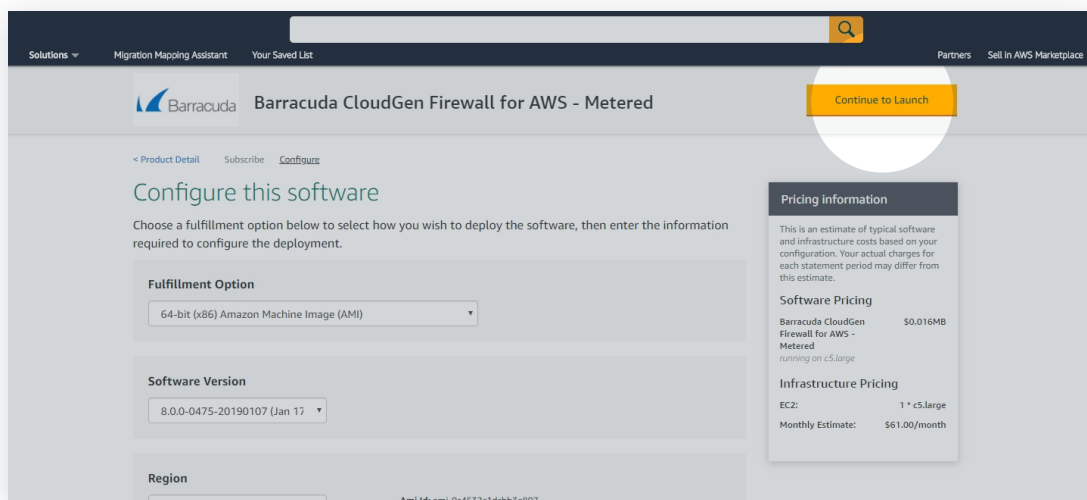 Solutions Migration Mapping Assistant Your Saved List Partners Sell in AWS Marketplace
Barracuda Barracuda CloudGen Firewall for AWS - Metered Continue to Launch
< Product Detail Subscribe Configure
Configure this software
Choose a fulfillment option below to select how you wish to deploy the software, then enter the information
required to configure the deployment.
Fulfillment Option
64-bit (x86) Amazon Machine Image (AMI)
Software Version
8.0.0-0475-20190107 (Jan 17
Region
Pricing information
This is an estimate of typical software
and infrastructure costs based on your
configuration. Your actual charges for
each statement period may differ from
this estimate.
Software Pricing
Barracuda CloudGen $0.016MB
Firewall for AWS -
Metered
running on c5.large
Infrastructure Pricing
EC2: 1 * c5.large
Monthly Estimate: $61.00/month